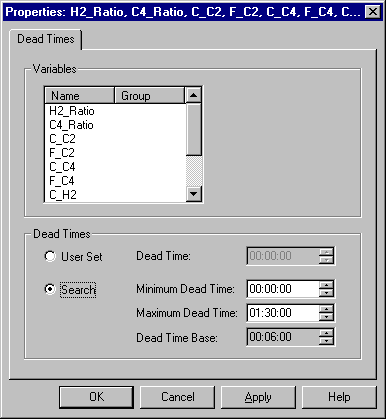 Properties: H2_Ratio, C4_Ratio, C_C2, F_C2, C_C4, F_C4, C...
Dead Times
Variables
Name Group
H2_Ratio
C4_Ratio
C_C2
F_C2
C_C4
F_C4
C_H2
Dead Times
User Set Dead Time: 00:00:00
Search Minimum Dead Time: 00:00:00
Maximum Dead Time: 01:30:00
Dead Time Base: 00:06:00
OK Cancel Apply Help